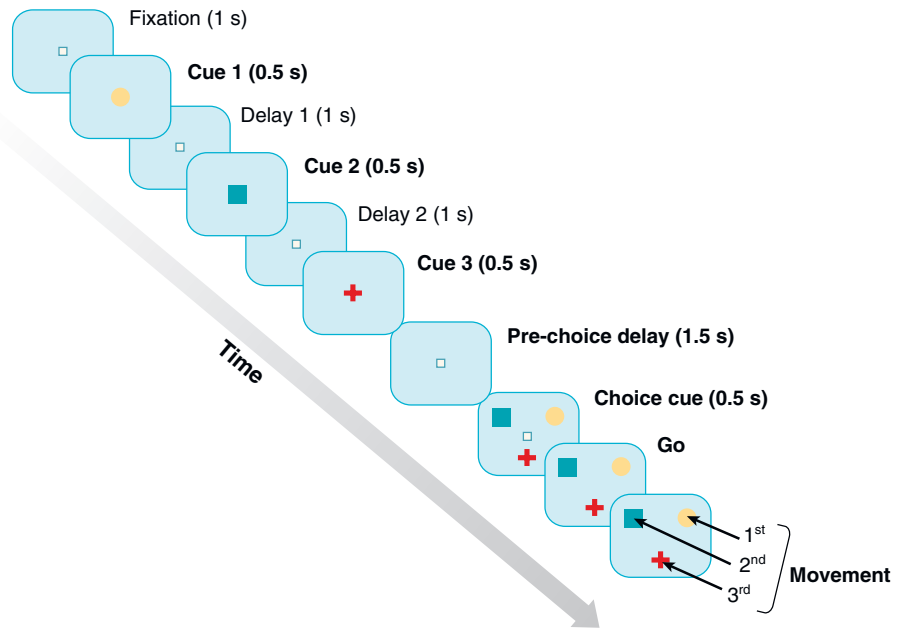 Fixation (1 s)
Cue 1 (0.5 s)
Delay 1 (1 s)
Cue 2 (0.5 s)
Delay 2 (1 s)
Cue 3 (0.5 s)
Pre-choice delay (1.5 s)
Time
Choice cue (0.5 s)
Go
1st
2nd
3rd
Movement